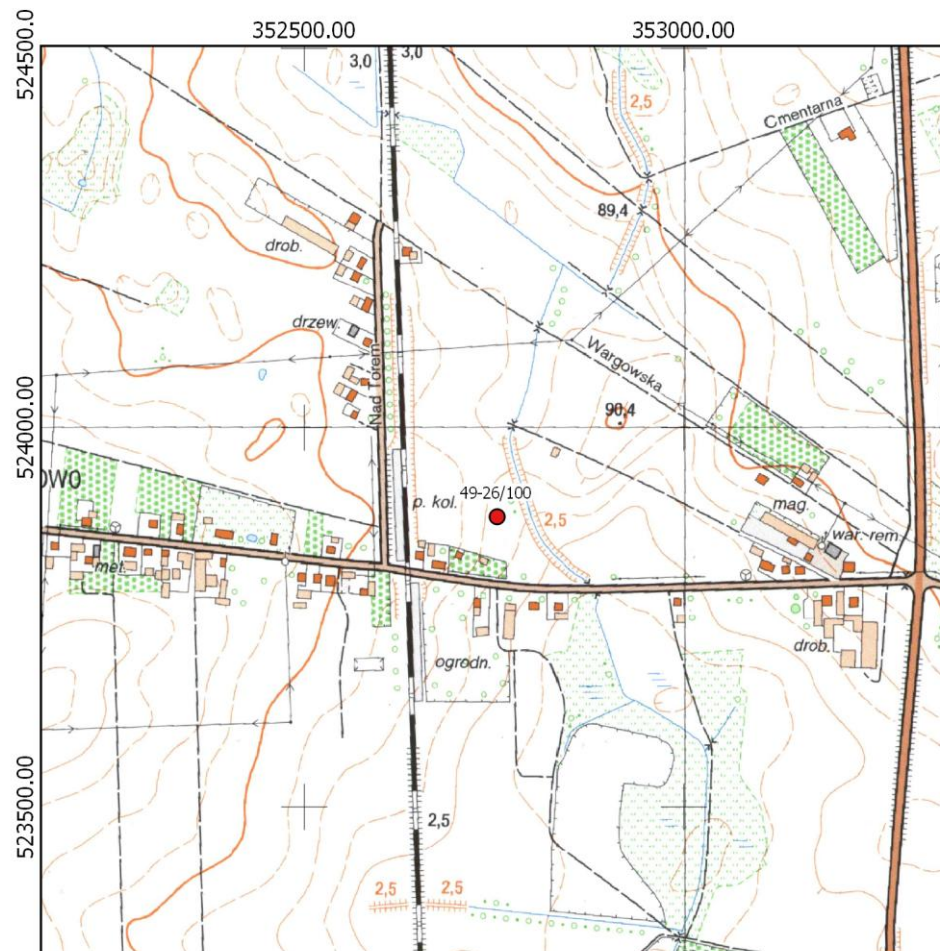 352500.00
353000.00
524500.0
3,0
3,0
2,5
Cmentarna
89,4
drob.
drzew.
Nad Torem
Wargowska
90,4
524000.00
OWO
49-26/100
p. kol.
2,5
mag.
war. rem.
met.
ogrodn.
drob.
523500.00
2,5
2,5
2,5